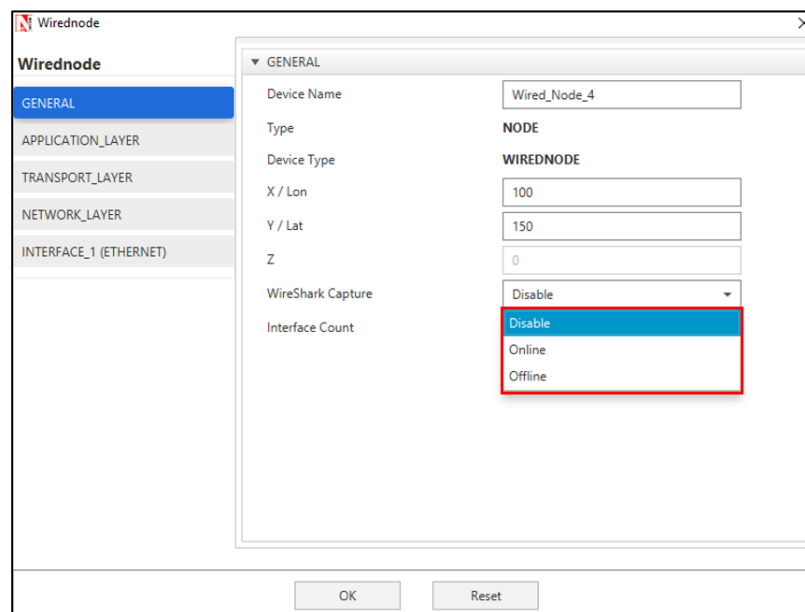 Wirednode
Wirednode
GENERAL
APPLICATION_LAYER
TRANSPORT_LAYER
NETWORK_LAYER
INTERFACE_1 (ETHERNET)
GENERAL
Device Name Wired_Node_4
Type NODE
Device Type WIREDNODE
X / Lon 100
Y / Lat 150
Z 0
WireShark Capture Disable
Interface Count
Disable
Online
Offline
OK Reset